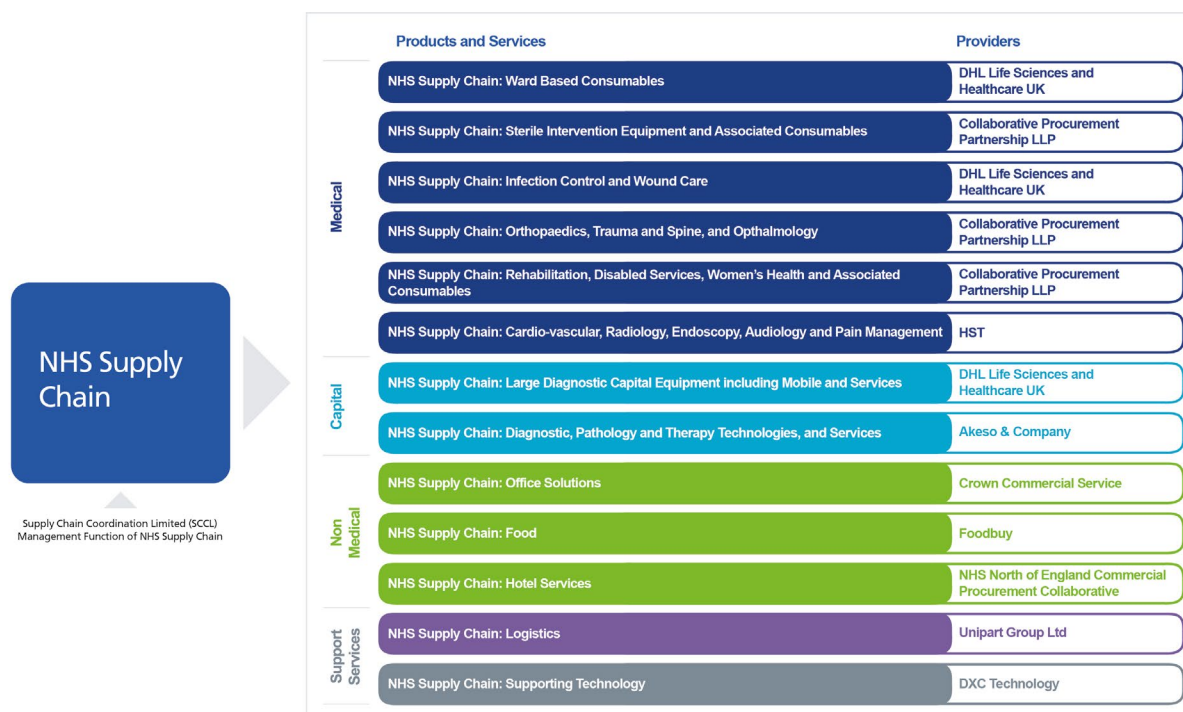 Products and Services
Providers
Medical
NHS Supply Chain: Ward Based Consumables
DHL Life Sciences and
Healthcare UK
NHS Supply Chain: Sterile Intervention Equipment and Associated Consumables
Collaborative Procurement
Partnership LLP
NHS Supply Chain: Infection Control and Wound Care
DHL Life Sciences and
Healthcare UK
NHS Supply Chain: Orthopaedics, Trauma and Spine, and Opthalmology
Collaborative Procurement
Partnership LLP
NHS Supply Chain: Rehabilitation, Disabled Services, Women's Health and Associated
Consumables
Collaborative Procurement
Partnership LLP
NHS Supply Chain: Cardio-vascular, Radiology, Endoscopy, Audiology and Pain Management
HST
Capital
NHS Supply Chain: Large Diagnostic Capital Equipment including Mobile and Services
DHL Life Sciences and
Healthcare UK
NHS Supply Chain: Diagnostic, Pathology and Therapy Technologies, and Services
Akeso & Company
Non
Medical
NHS Supply Chain: Office Solutions
Crown Commercial Service
NHS Supply Chain: Food
Foodbuy
NHS Supply Chain: Hotel Services
NHS North of England Commercial
Procurement Collaborative
Support
Services
NHS Supply Chain: Logistics
Unipart Group Ltd
NHS Supply Chain: Supporting Technology
DXC Technology
NHS Supply
Chain
Supply Chain Coordination Limited (SCCL)
Management Function of NHS Supply Chain